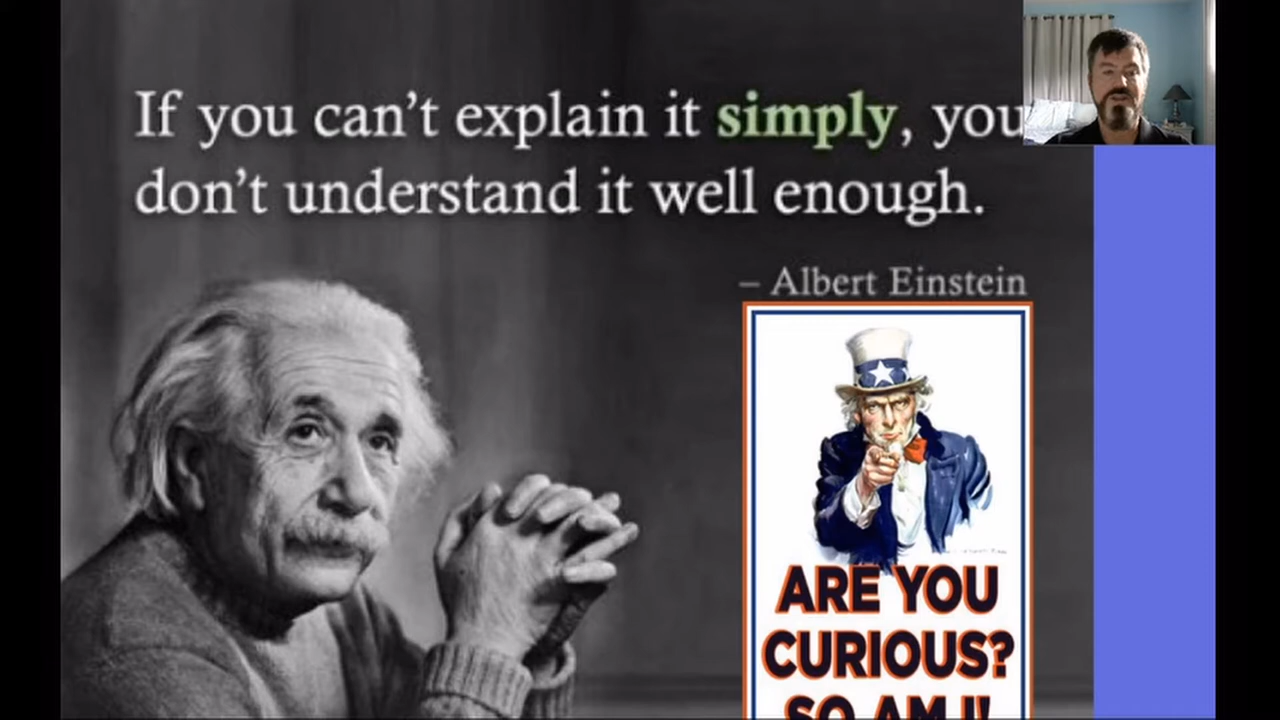 If you can't explain it simply, you
don't understand it well enough.
– Albert Einstein
ARE YOU
CURIOUS?
SO AM I!